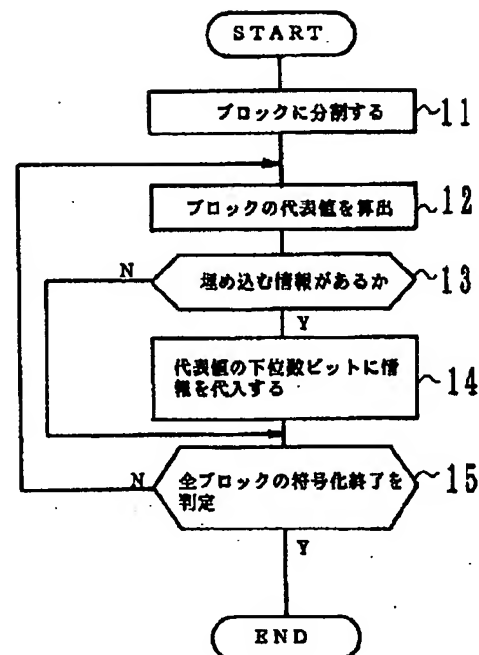 START
ブロックに分割する
11
ブロックの代表値を算出
12
N
埋め込む情報があるか
13
Y
代表値の下位数ビットに情
報を代入する
14
N
全ブロックの符号化終了を
判定
15
Y
END